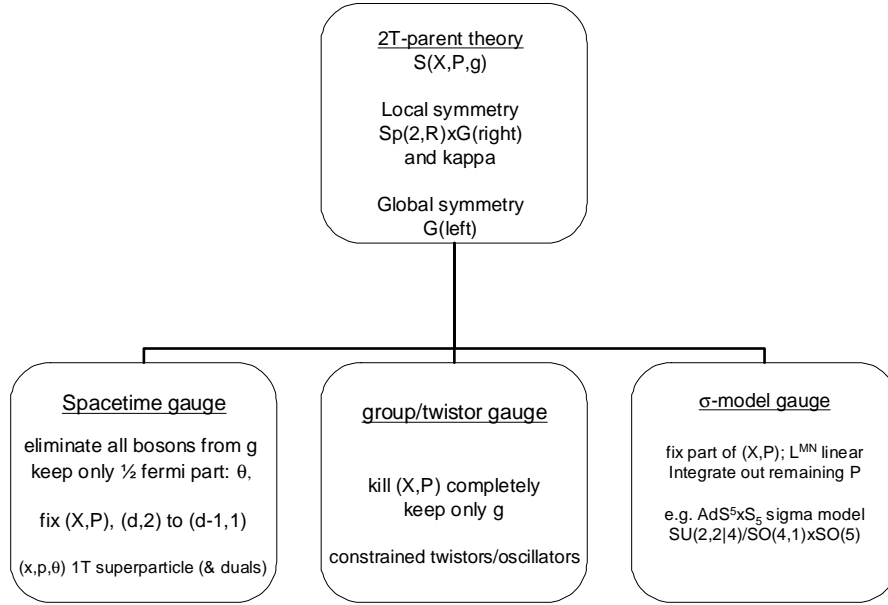 2T-parent theory
S(X,P,g)
Local symmetry
Sp(2,R)xG(right)
and kappa
Global symmetry
G(left)
Spacetime gauge
eliminate all bosons from g
keep only ½ fermi part: θ,
fix (X,P), (d,2) to (d-1,1)
(x,p,θ) 1T superparticle (& duals)
group/twistor gauge
kill (X,P) completely
keep only g
constrained twistors/oscillators
σ-model gauge
fix part of (X,P); Lᴹᴺ linear
Integrate out remaining P
e.g. AdS⁵xS₅ sigma model
SU(2,2|4)/SO(4,1)xSO(5)